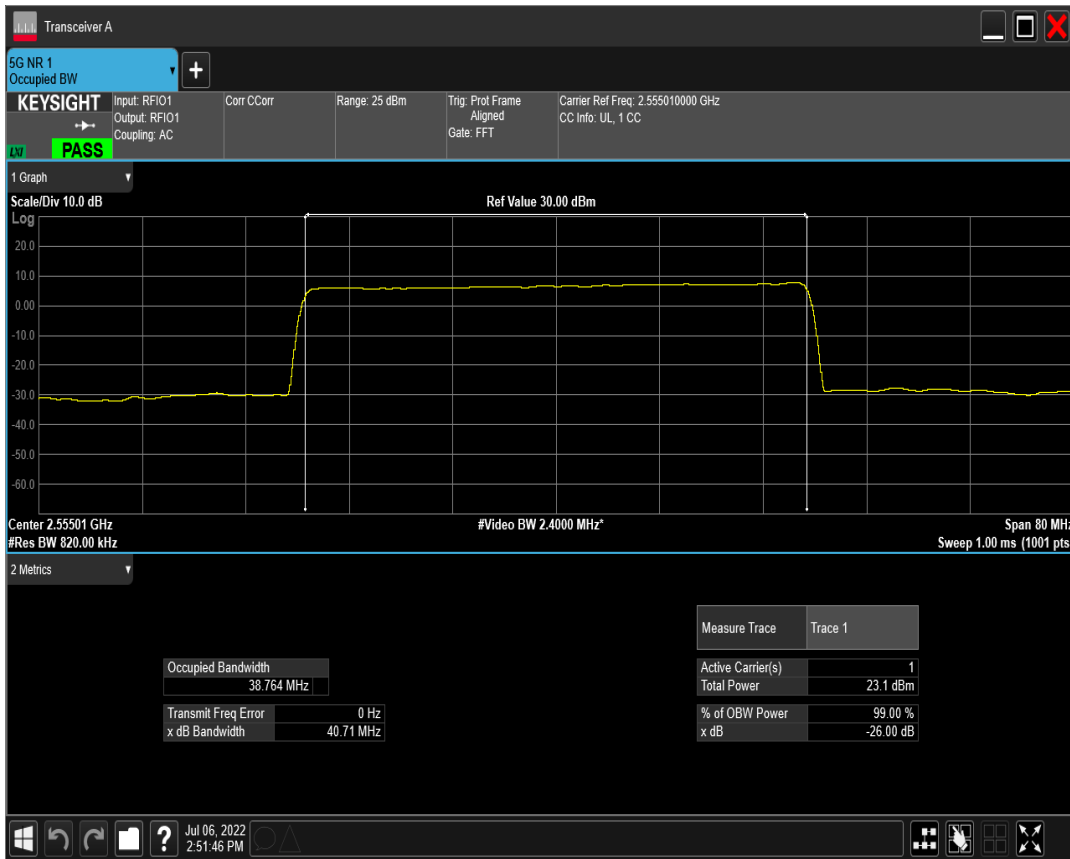 Transceiver A
5G NR 1
Occupied BW
KEYSIGHT
LXI
PASS
Input: RFIO1
Output: RFIO1
Coupling: AC
Corr CCorr
Range: 25 dBm
Trig: Prot Frame
Aligned
Gate: FFT
Carrier Ref Freq: 2.555010000 GHz
CC Info: UL, 1 CC
1 Graph
Scale/Div 10.0 dB
Ref Value 30.00 dBm
Log
20.0
10.0
0.00
-10.0
-20.0
-30.0
-40.0
-50.0
-60.0
Center 2.55501 GHz
#Video BW 2.4000 MHz*
Span 80 MHz
#Res BW 820.00 kHz
Sweep 1.00 ms (1001 pts
2 Metrics
Measure Trace Trace 1
Occupied Bandwidth
38.764 MHz
Active Carrier(s) 1
Total Power 23.1 dBm
Transmit Freq Error 0 Hz
x dB Bandwidth 40.71 MHz
% of OBW Power 99.00 %
x dB -26.00 dB
?
Jul 06, 2022
2:51:46 PM